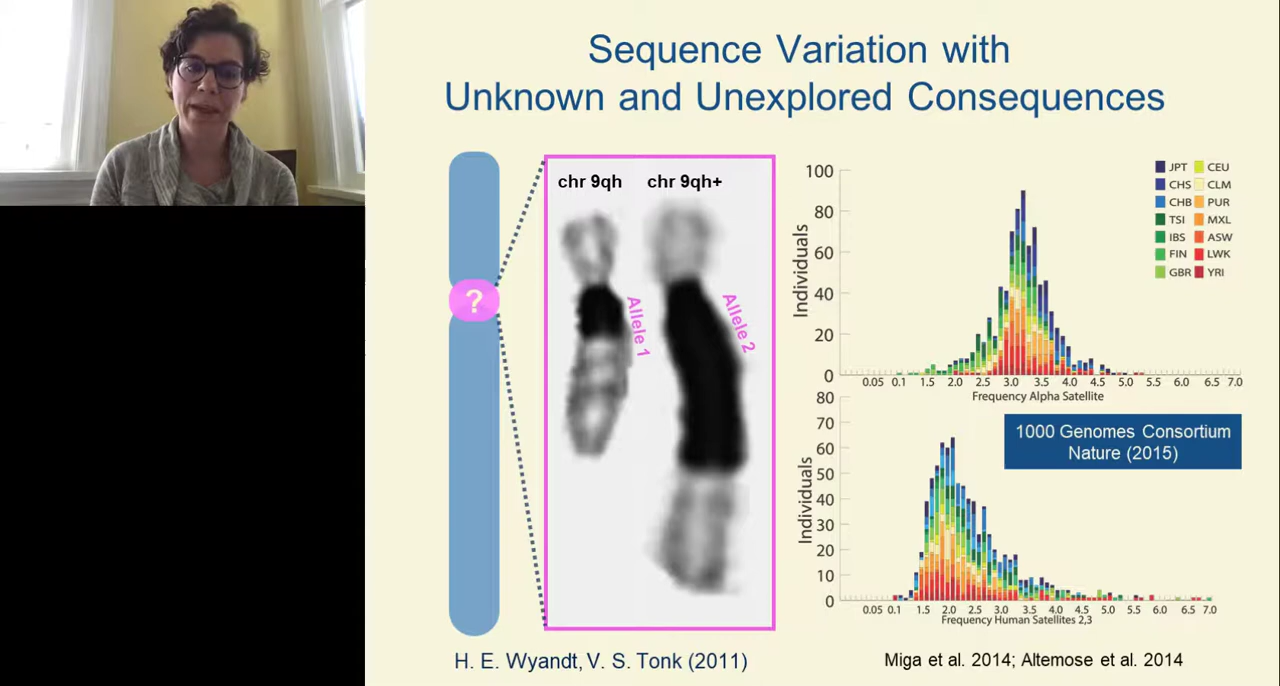 Sequence Variation with
Unknown and Unexplored Consequences
?
chr 9qh chr 9qh+
Allele 1
Allele 2
H. E. Wyandt, V. S. Tonk (2011)
Individuals
100
80
60
40
20
0
0.05 0.1 1.5 2.0 2.5 3.0 3.5 4.0 4.5 5.5 6.0 6.5 7.0
Frequency Alpha Satellite
JPT CEU
CHS CLM
CHB PUR
TSI MXL
IBS ASW
FIN LWK
GBR YRI
Individuals
80
70
60
50
40
30
20
10
0
0.05 0.1 1.5 2.0 2.5 3.0 3.5 4.0 4.5 5.0 5.5 6.0 6.5 7.0
Frequency Human Satellites 2,3
1000 Genomes Consortium
Nature (2015)
Miga et al. 2014; Altemose et al. 2014